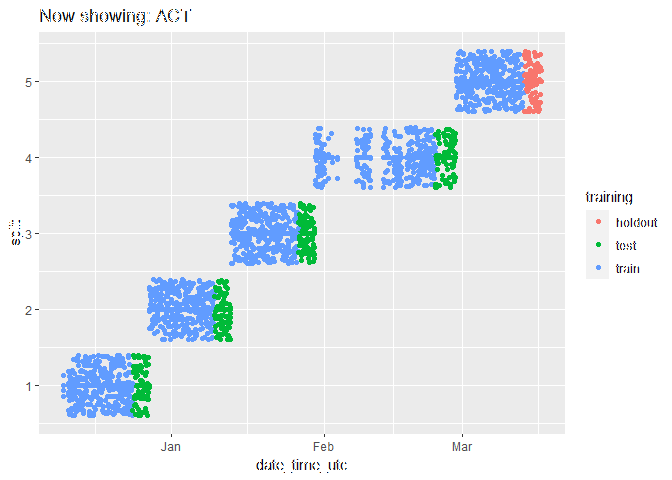 Now showing: ACT
5
4
3
2
1
split
Jan
Feb
Mar
date_time_utc
training
holdout
test
train